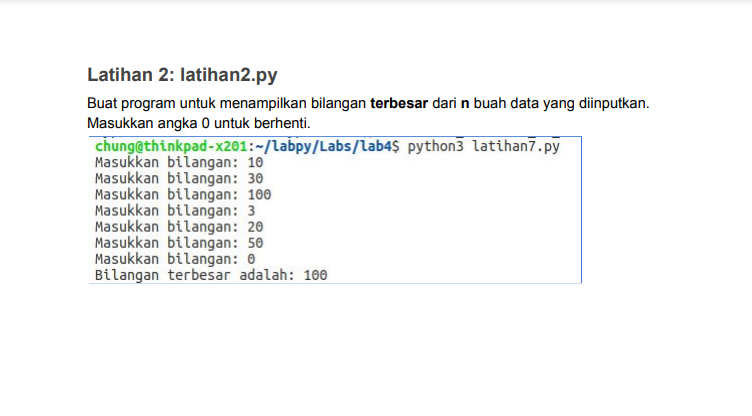 Latihan 2: latihan2.py
Buat program untuk menampilkan bilangan terbesar dari n buah data yang diinputkan.
Masukkan angka 0 untuk berhenti.
chung@thinkpad-x201:~/labpy/Labs/lab4$ python3 latihan7.py
Masukkan bilangan: 10
Masukkan bilangan: 30
Masukkan bilangan: 100
Masukkan bilangan: 3
Masukkan bilangan: 20
Masukkan bilangan: 50
Masukkan bilangan: 0
Bilangan terbesar adalah: 100